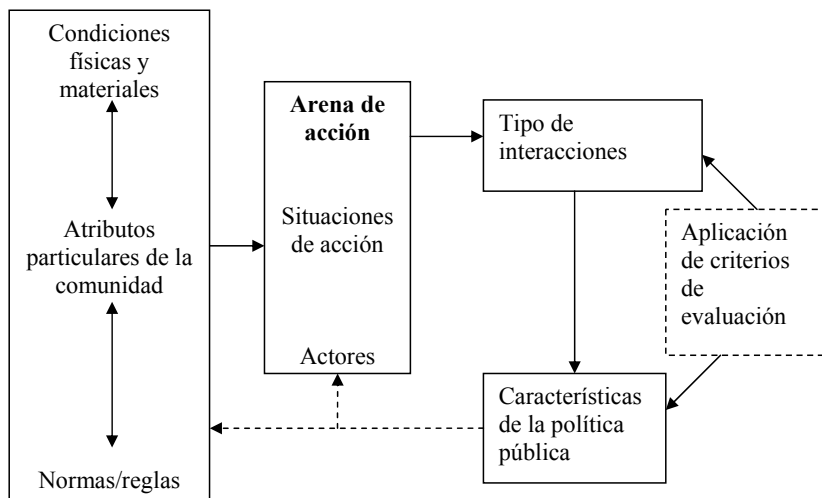 Condiciones
físicas y
materiales
Atributos
particulares de la
comunidad
Normas/reglas
Arena de
acción
Situaciones
de acción
Actores
Tipo de
interacciones
Aplicación
de criterios
de
evaluación
Características
de la política
pública